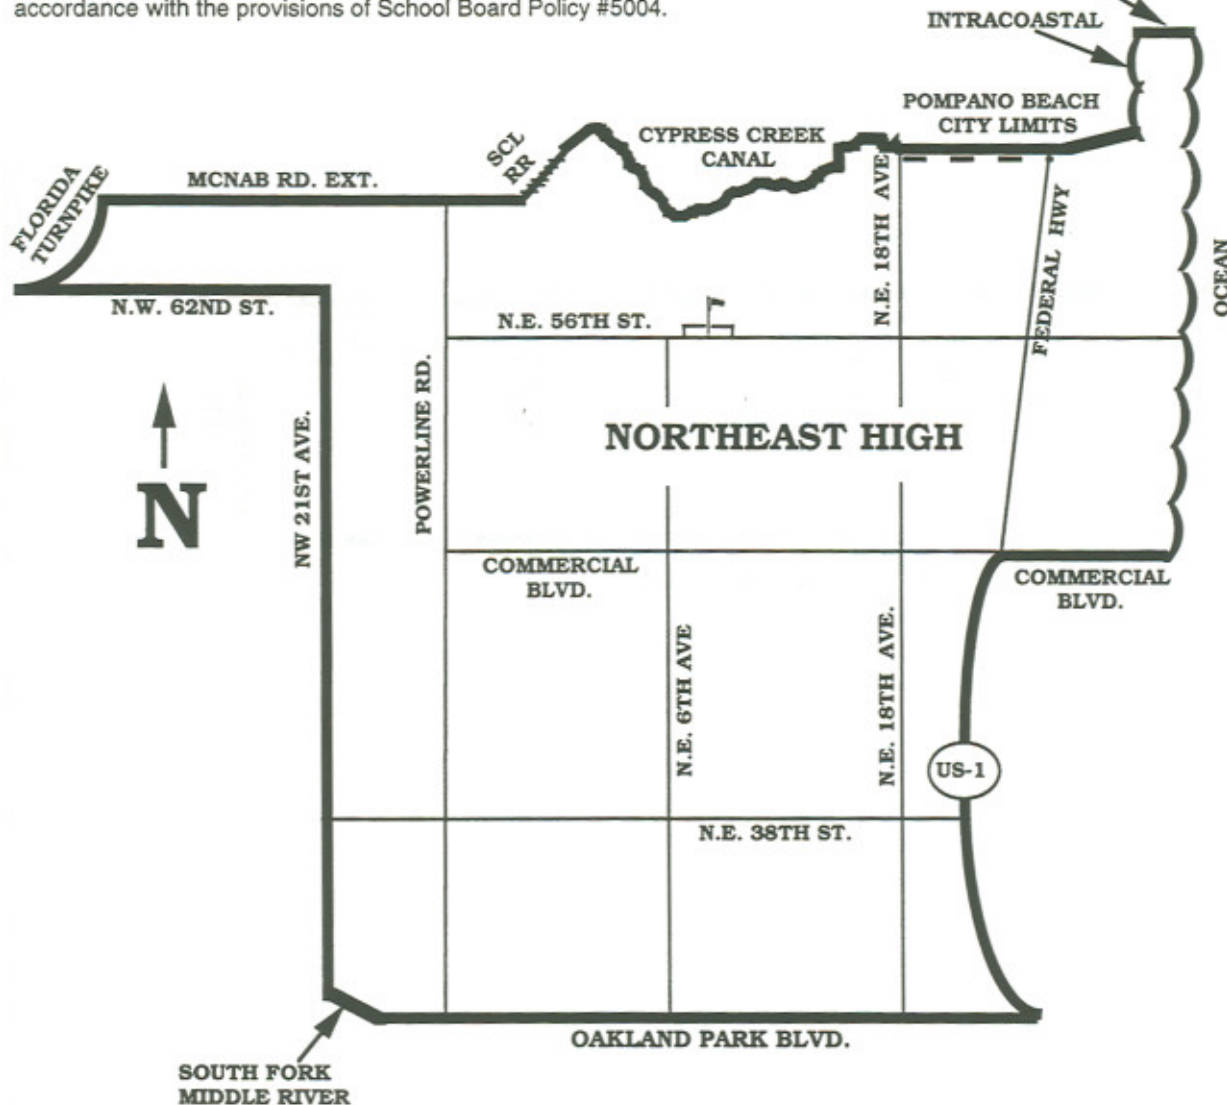 accordance with the provisions of School Board Policy #5004.
INTRACOASTAL
POMPANO BEACH
CITY LIMITS
CYPRESS CREEK
CANAL
SCL
RR
MCNAB RD. EXT.
FLORIDA
TURNPIKE
N.E. 18TH AVE
FEDERAL HWY
OCEAN
N.W. 62ND ST.
N.E. 56TH ST.
POWERLINE RD.
NW 21ST AVE.
N
NORTHEAST HIGH
COMMERCIAL
BLVD.
COMMERCIAL
BLVD.
N.E. 6TH AVE
N.E. 18TH AVE.
US-1
N.E. 38TH ST.
OAKLAND PARK BLVD.
SOUTH FORK
MIDDLE RIVER